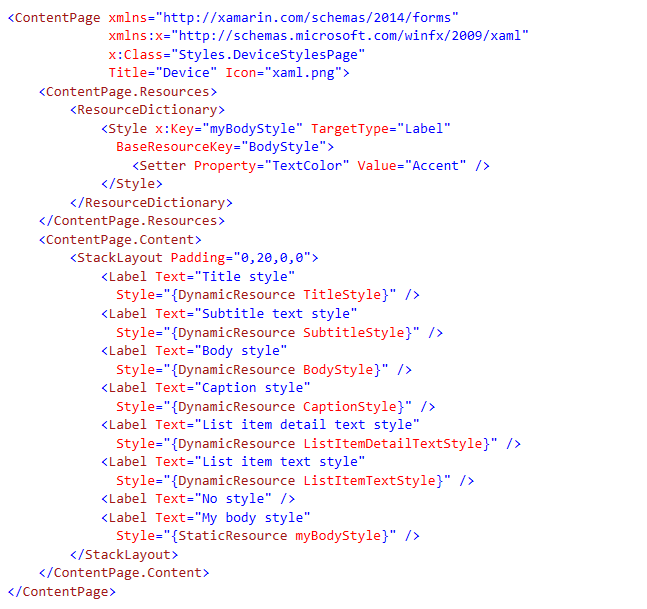 <ContentPage xmlns="http://xamarin.com/schemas/2014/forms"
             xmlns:x="http://schemas.microsoft.com/winfx/2009/xaml"
             x:Class="Styles.DeviceStylesPage"
             Title="Device" Icon="xaml.png">
    <ContentPage.Resources>
        <ResourceDictionary>
            <Style x:Key="myBodyStyle" TargetType="Label"
              BaseResourceKey="BodyStyle">
                <Setter Property="TextColor" Value="Accent" />
            </Style>
        </ResourceDictionary>
    </ContentPage.Resources>
    <ContentPage.Content>
        <StackLayout Padding="0,20,0,0">
            <Label Text="Title style"
              Style="{DynamicResource TitleStyle}" />
            <Label Text="Subtitle text style"
              Style="{DynamicResource SubtitleStyle}" />
            <Label Text="Body style"
              Style="{DynamicResource BodyStyle}" />
            <Label Text="Caption style"
              Style="{DynamicResource CaptionStyle}" />
            <Label Text="List item detail text style"
              Style="{DynamicResource ListItemDetailTextStyle}" />
            <Label Text="List item text style"
              Style="{DynamicResource ListItemTextStyle}" />
            <Label Text="No style" />
            <Label Text="My body style"
              Style="{StaticResource myBodyStyle}" />
        </StackLayout>
    </ContentPage.Content>
</ContentPage>